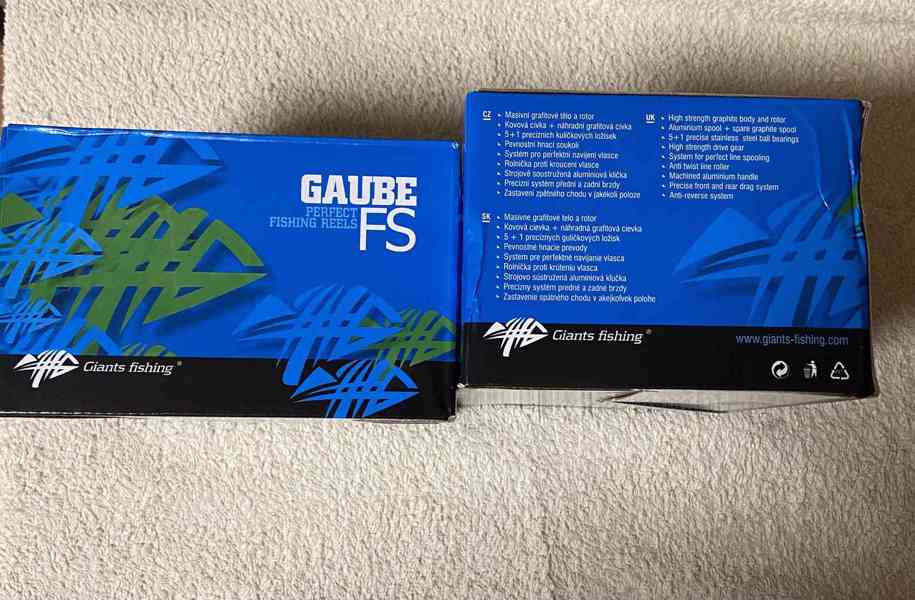 GAUBE
PERFECT
FISHING REELS
FS
Giants fishing®
CZ
• Masivní grafitové tělo a rotor
• Kovová cívka + náhradní grafitová cívka
• 5+1 precizních kuličkových ložisek
• Pevnostní hnací soukolí
• Systém pro perfektní navíjení vlasce
• Rolnička proti kroucení vlasce
• Strojově soustružená aluminiová klička
• Precizní systém přední a zadní brzdy
• Zastavení zpětného chodu v jakékoli poloze
UK
• High strength graphite body and rotor
• Aluminium spool + spare graphite spool
• 5+1 precise stainless steel ball bearings
• High strength drive gear
• System for perfect line spooling
• Anti twist line roller
• Machined aluminium handle
• Precise front and rear drag system
• Anti-reverse system
SK
• Masívne grafitové telo a rotor
• Kovová cievka + náhradná grafitová cievka
• 5 + 1 precíznych guličkových ložísk
• Pevnostné hnacie prevody
• System pre perfektné navíjanie vlasca
• Rolnička proti krúteniu vlasca
• Strojovo sústružená aluminiová kľučka
• Precízny systém predné a zadné brzdy
• Zastavenie spätného chodu v akejkoľvek polohe
Giants fishing®
www.giants-fishing.com